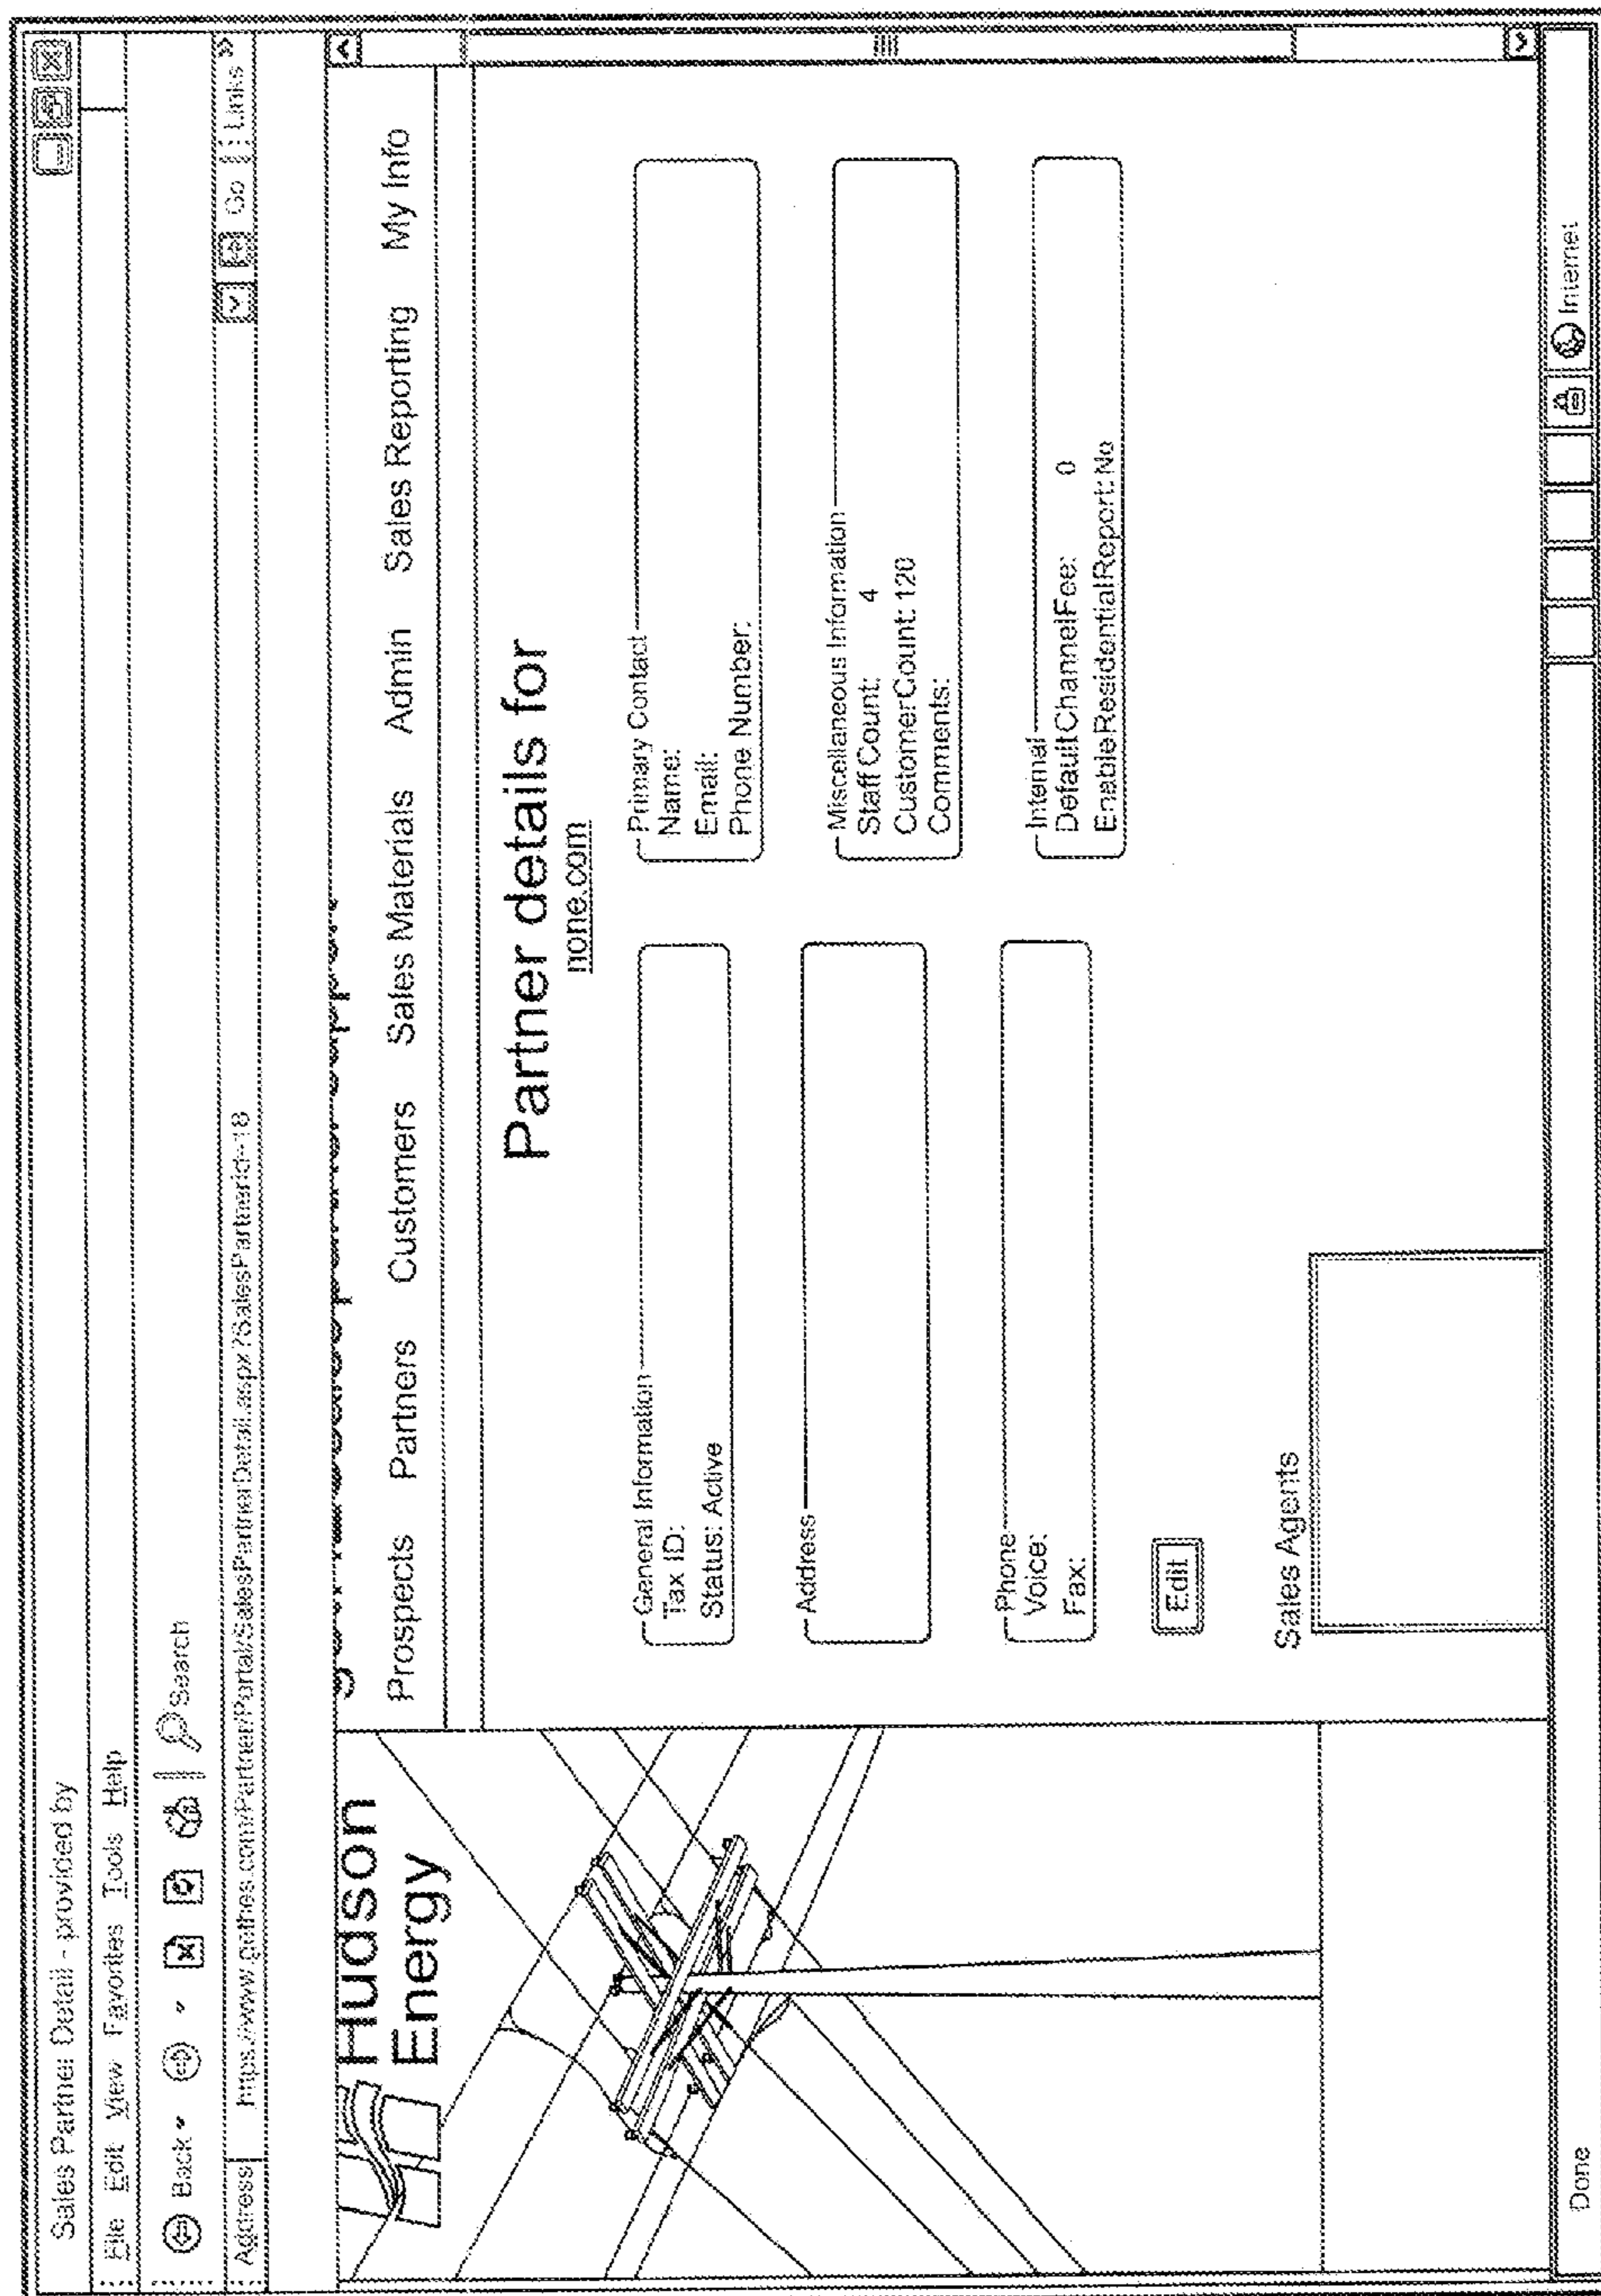 Sales Partner Detail - provided by
File Edit View Favorites Tools Help
Back Search
Address https://www.gethes.com/Partner/Portal/SalesPartnerDetail.aspx?SalesPartnerId=18 Go Links »
Hudson
Energy
Prospects Partners Customers Sales Materials Admin Sales Reporting My Info
Partner details for
none.com
General Information
Tax ID:
Status: Active
Primary Contact
Name:
Email:
Phone Number:
Address
Miscellaneous Information
Staff Count: 4
CustomerCount: 120
Comments:
Phone
Voice:
Fax:
Internal
DefaultChannelFee: 0
EnableResidentialReport: No
Edit
Sales Agents
Done Internet